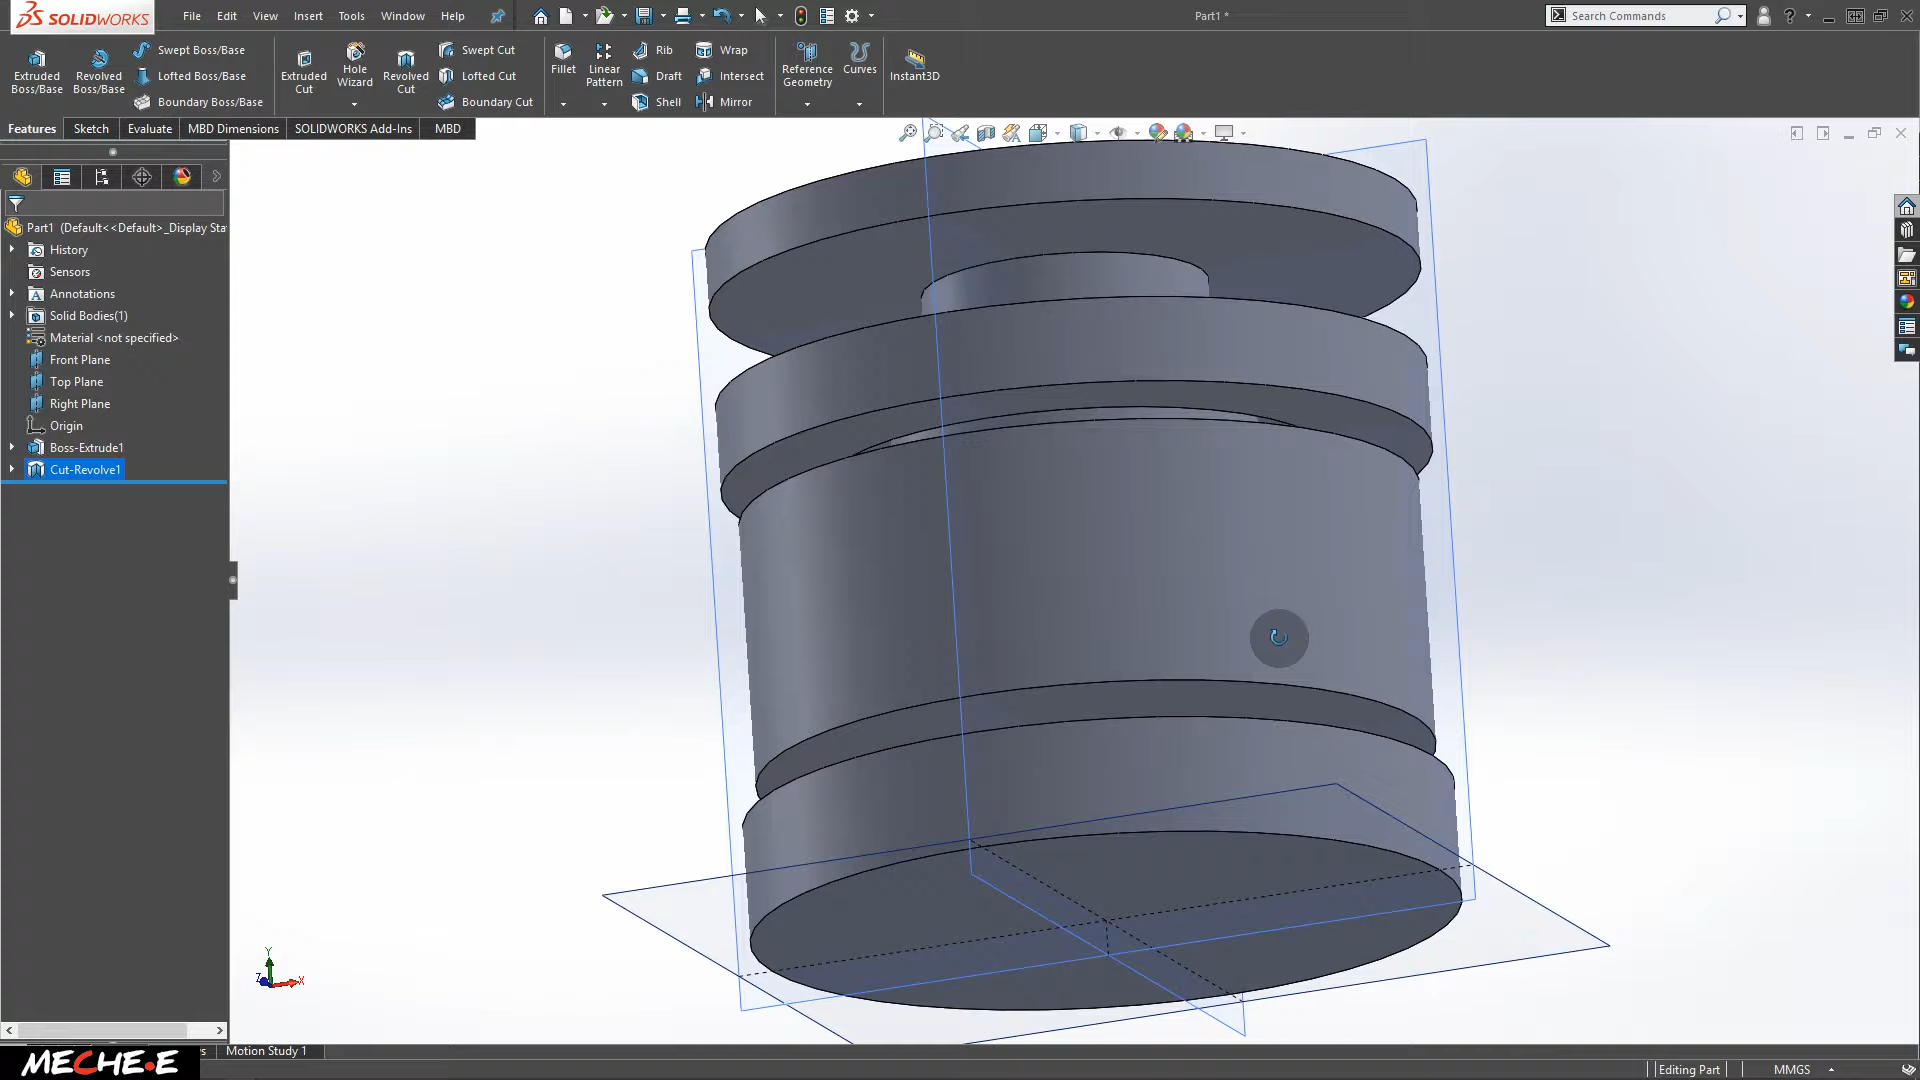 SOLIDWORKS File Edit View Insert Tools Window Help Part1 * Search Commands
Extruded Boss/Base
Revolved Boss/Base
Swept Boss/Base
Lofted Boss/Base
Boundary Boss/Base
Extruded Cut
Hole Wizard
Revolved Cut
Swept Cut
Lofted Cut
Boundary Cut
Fillet
Linear Pattern
Rib
Draft
Shell
Wrap
Intersect
Mirror
Reference Geometry
Curves
Instant3D
Features Sketch Evaluate MBD Dimensions SOLIDWORKS Add-Ins MBD
Part1 (Default<<Default>_Display Sta
History
Sensors
Annotations
Solid Bodies(1)
Material <not specified>
Front Plane
Top Plane
Right Plane
Origin
Boss-Extrude1
Cut-Revolve1
Y
Z X
s Motion Study 1
MECHE.E
Editing Part MMGS